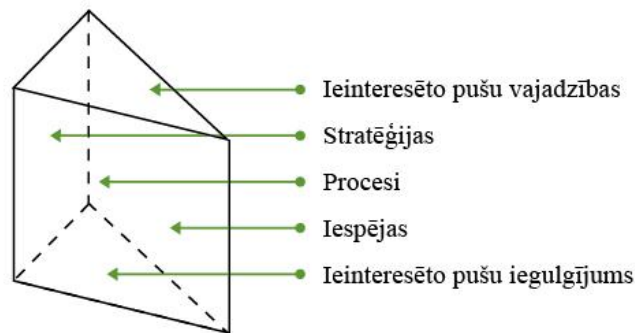 Ieinteresēto pušu vajadzības
Stratēģijas
Procesi
Iespējas
Ieinteresēto pušu iegulgījums